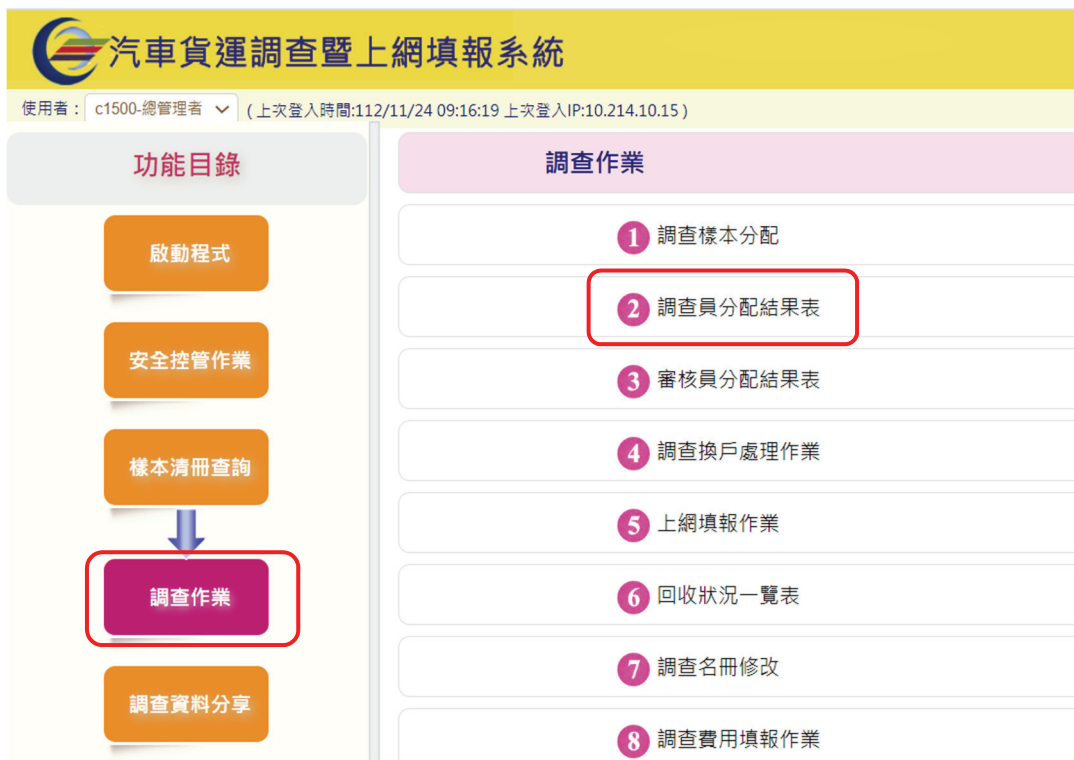 汽車貨運調查暨上網填報系統
使用者： c1500-總管理者 ( 上次登入時間:112/11/24 09:16:19 上次登入IP:10.214.10.15 )
功能目錄
啟動程式
安全控管作業
樣本清冊查詢
調查作業
調查資料分享
調查作業
1 調查樣本分配
2 調查員分配結果表
3 審核員分配結果表
4 調查換戶處理作業
5 上網填報作業
6 回收狀況一覽表
7 調查名冊修改
8 調查費用填報作業